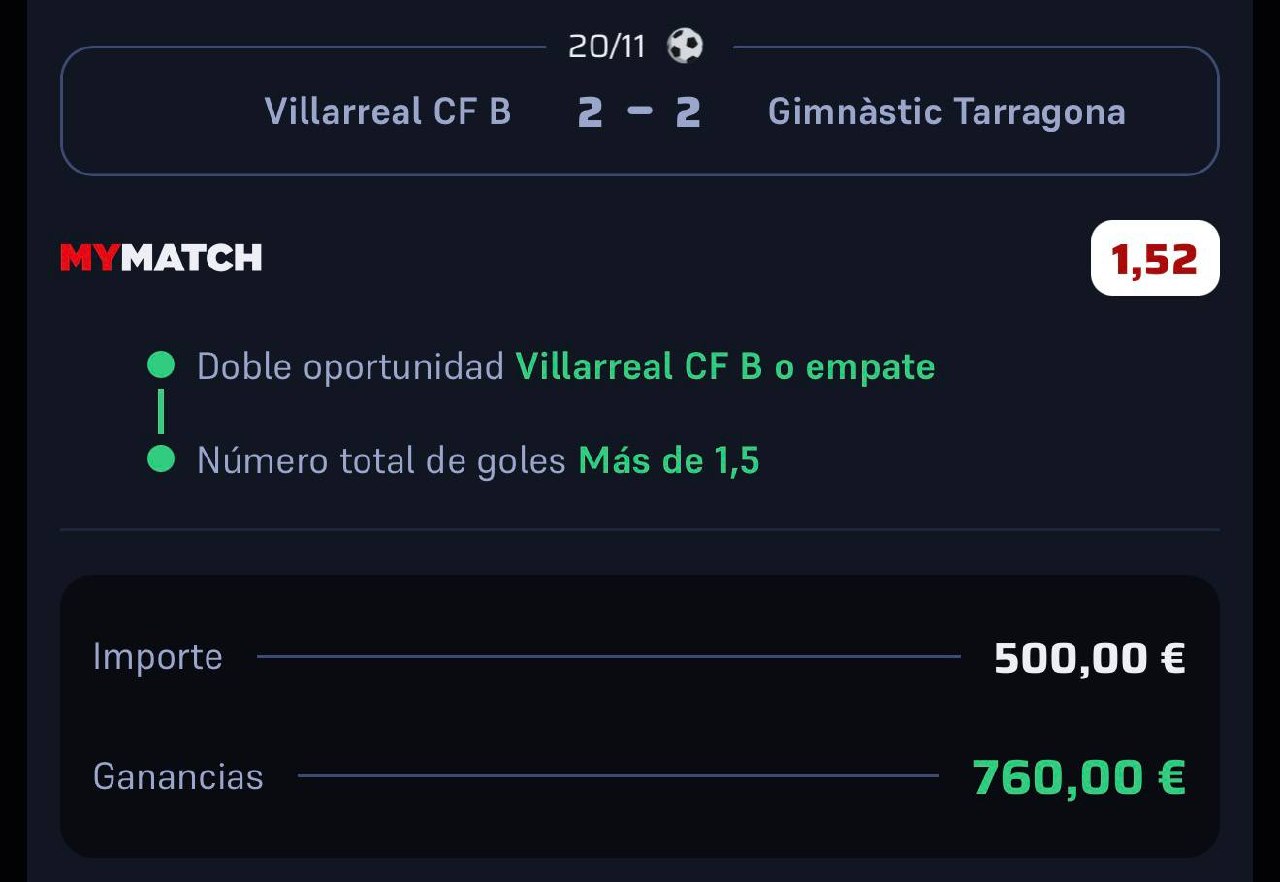 20/11
Villarreal CF B 2 - 2 Gimnàstic Tarragona
MYMATCH 1,52
Doble oportunidad Villarreal CF B o empate
Número total de goles Más de 1,5
Importe 500,00 €
Ganancias 760,00 €